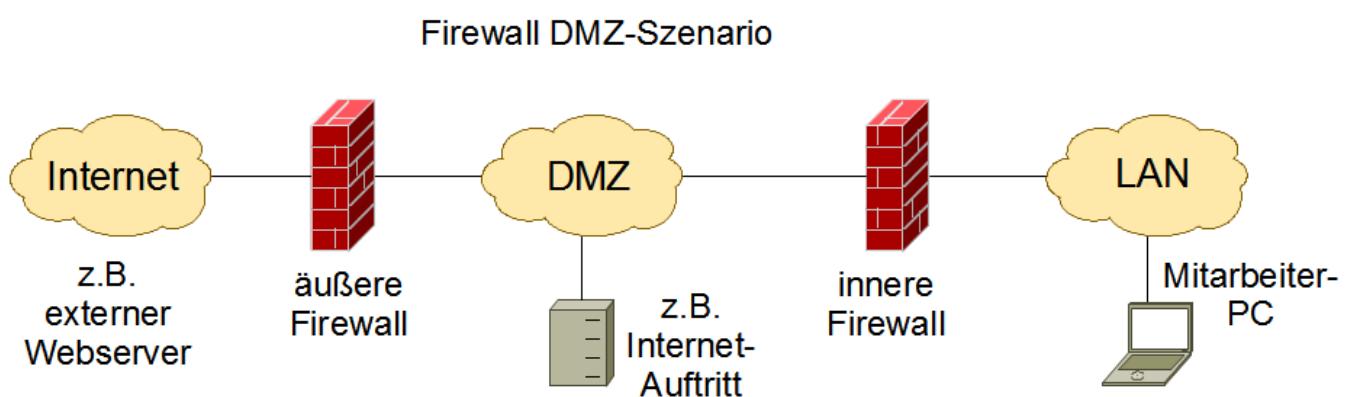 Firewall DMZ-Szenario
Internet
DMZ
LAN
z.B.
externer
Webserver
äußere
Firewall
z.B.
Internet-
Auftritt
innere
Firewall
Mitarbeiter-
PC